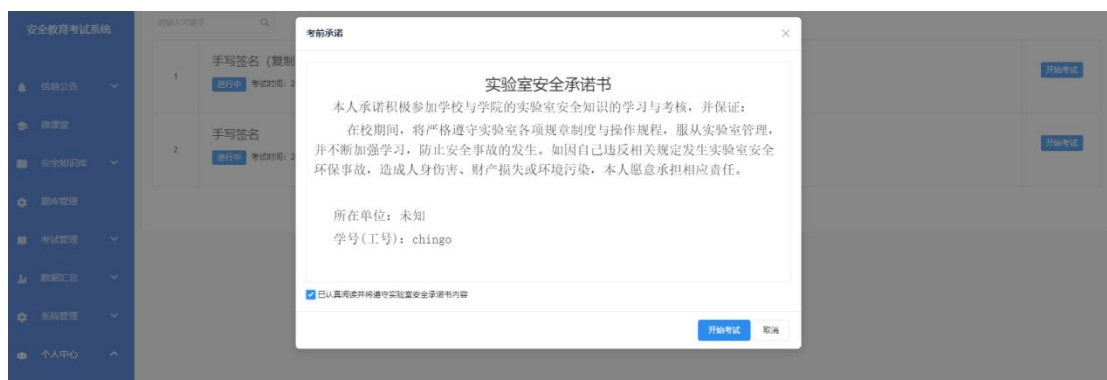 安全教育考试系统
信息公告
微课堂
安全知识库
题库管理
考试管理
数据汇总
系统管理
个人中心
请输入关键字
1
手写签名（复制
进行中 考试时间：2
开始考试
2
手写签名
进行中 考试时间：2
开始考试
考前承诺
实验室安全承诺书
本人承诺积极参加学校与学院的实验室安全知识的学习与考核，并保证：
在校期间，将严格遵守实验室各项规章制度与操作规程，服从实验室管理，
并不断加强学习，防止安全事故的发生。如因自己违反相关规定发生实验室安全
环保事故，造成人身伤害、财产损失或环境污染，本人愿意承担相应责任。
所在单位：未知
学号(工号)：chingo
已认真阅读并将遵守实验室安全承诺书内容
开始考试 取消